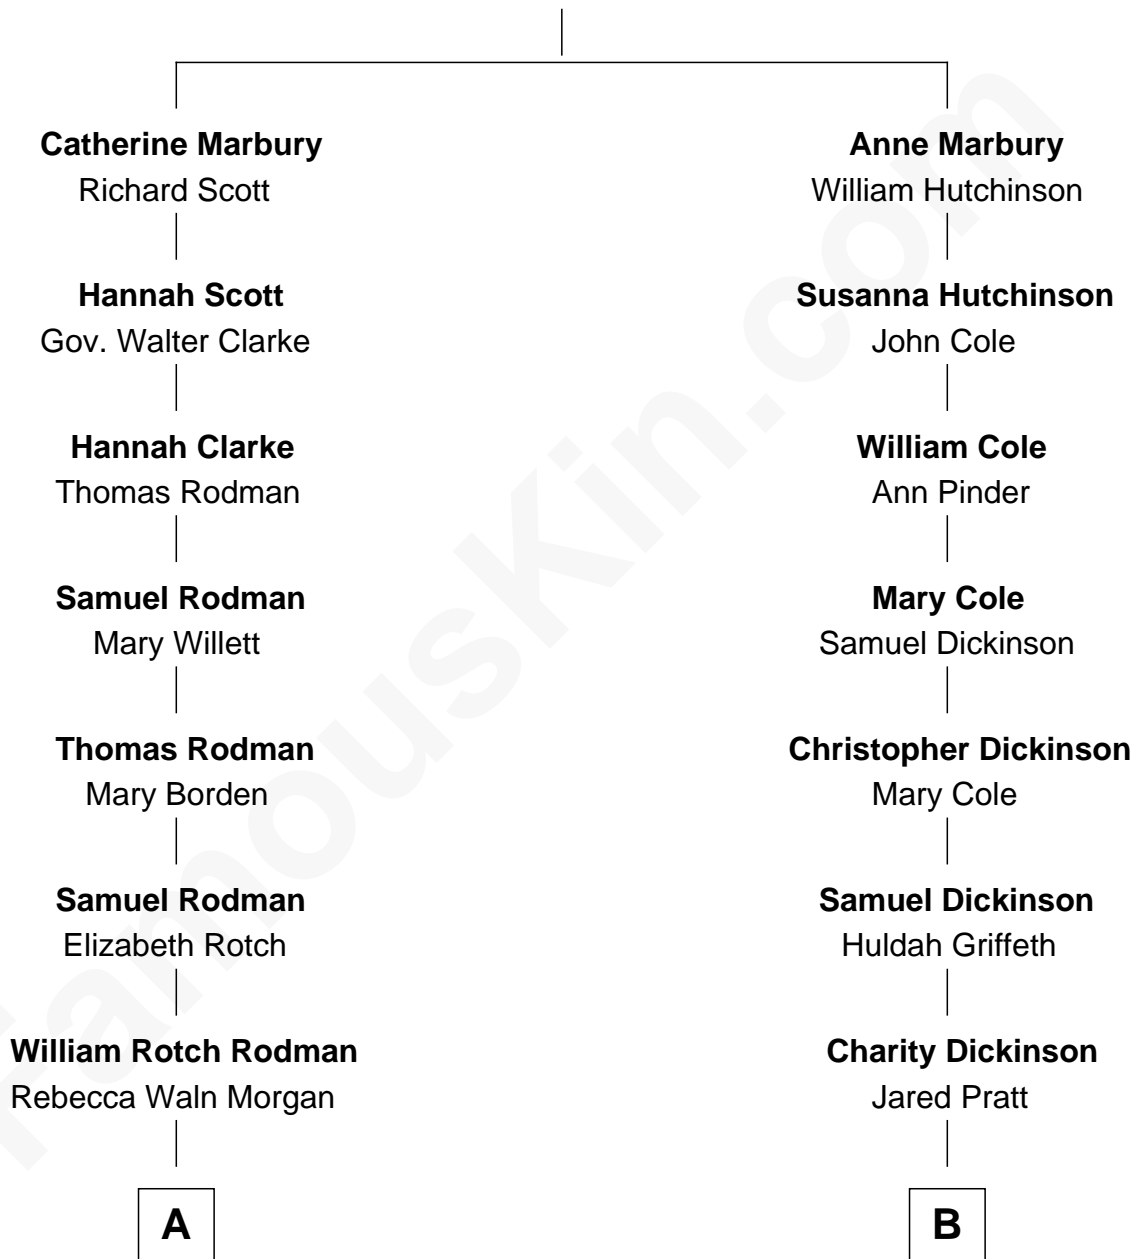 Catherine Marbury
Richard Scott
Hannah Scott
Gov. Walter Clarke
Hannah Clarke
Thomas Rodman
Samuel Rodman
Mary Willett
Thomas Rodman
Mary Borden
Samuel Rodman
Elizabeth Rotch
William Rotch Rodman
Rebecca Waln Morgan
A
Anne Marbury
William Hutchinson
Susanna Hutchinson
John Cole
William Cole
Ann Pinder
Mary Cole
Samuel Dickinson
Christopher Dickinson
Mary Cole
Samuel Dickinson
Huldah Griffeth
Charity Dickinson
Jared Pratt
B
FamousKin.com